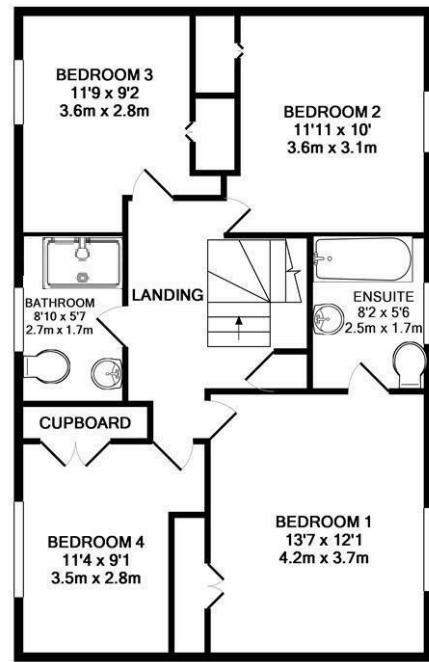 BEDROOM 3
11'9 x 9'2
3.6m x 2.8m
BEDROOM 2
11'11 x 10'
3.6m x 3.1m
BATHROOM
8'10 x 5'7
2.7m x 1.7m
LANDING
ENSUITE
8'2 x 5'6
2.5m x 1.7m
CUPBOARD
BEDROOM 4
11'4 x 9'1
3.5m x 2.8m
BEDROOM 1
13'7 x 12'1
4.2m x 3.7m